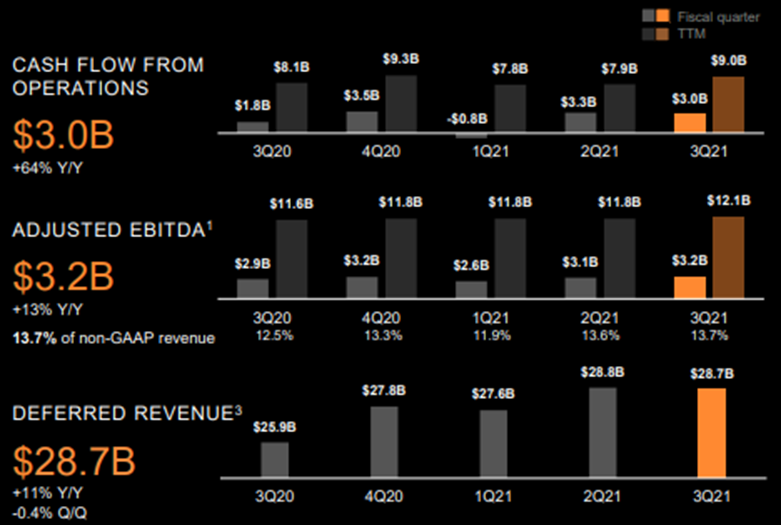 Fiscal quarter
TTM
CASH FLOW FROM
OPERATIONS
$3.0B
+64% Y/Y
$1.8B $8.1B $3.5B $9.3B -$0.8B $7.8B $3.3B $7.9B $3.0B $9.0B
3Q20 4Q20 1Q21 2Q21 3Q21
ADJUSTED EBITDA¹
$3.2B
+13% Y/Y
13.7% of non-GAAP revenue
$2.9B $11.6B $3.2B $11.8B $2.6B $11.8B $3.1B $11.8B $3.2B $12.1B
3Q20 4Q20 1Q21 2Q21 3Q21
12.5% 13.3% 11.9% 13.6% 13.7%
DEFERRED REVENUE³
$28.7B
+11% Y/Y
-0.4% Q/Q
$25.9B $27.8B $27.6B $28.8B $28.7B
3Q20 4Q20 1Q21 2Q21 3Q21